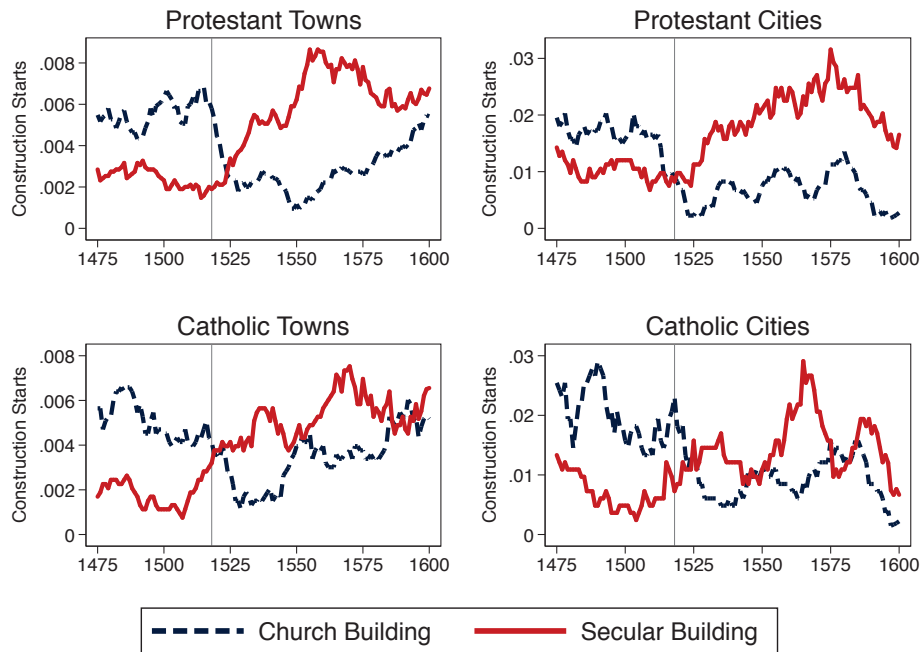 Protestant Towns
Construction Starts
.008
.006
.004
.002
0
1475 1500 1525 1550 1575 1600
Protestant Cities
Construction Starts
.03
.02
.01
0
1475 1500 1525 1550 1575 1600
Catholic Towns
Construction Starts
.008
.006
.004
.002
0
1475 1500 1525 1550 1575 1600
Catholic Cities
Construction Starts
.03
.02
.01
0
1475 1500 1525 1550 1575 1600
Church Building Secular Building